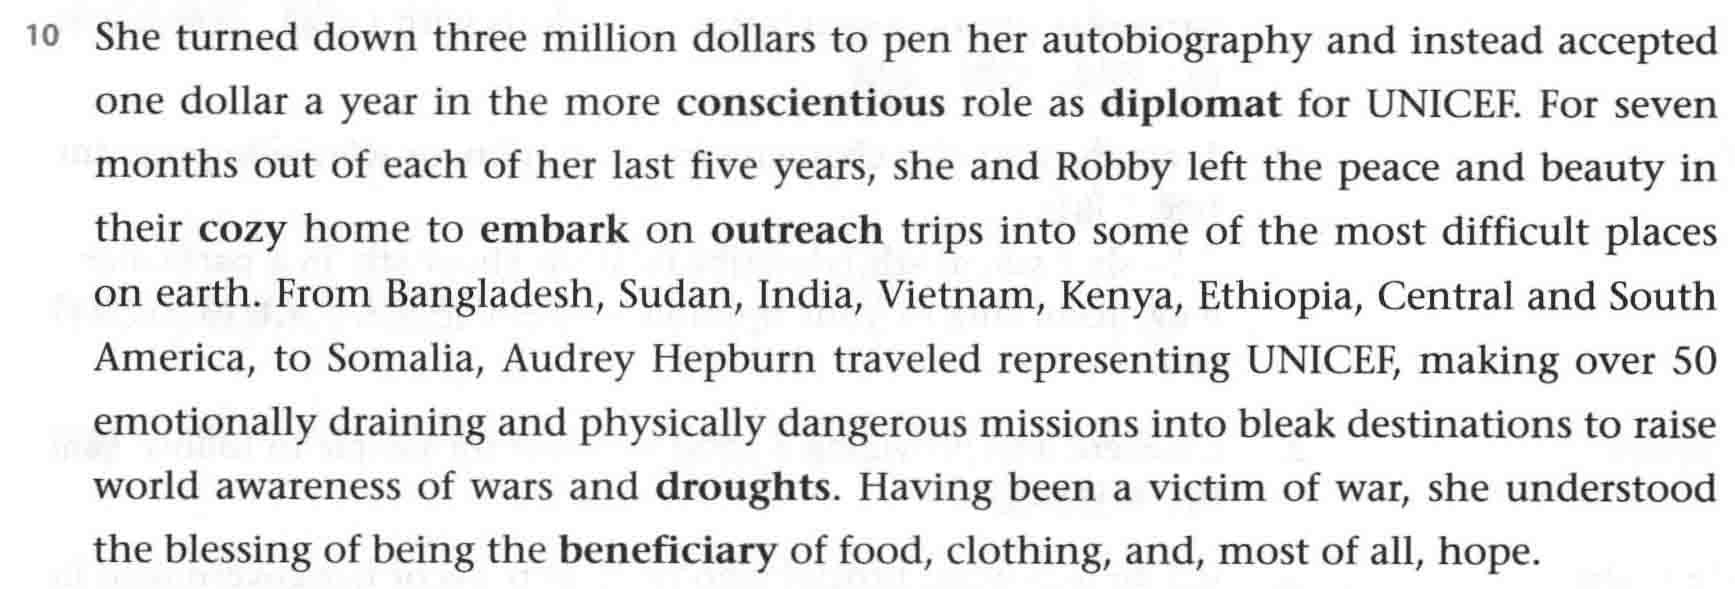 10 She turned down three million dollars to pen her autobiography and instead accepted
one dollar a year in the more conscientious role as diplomat for UNICEF. For seven
months out of each of her last five years, she and Robby left the peace and beauty in
their cozy home to embark on outreach trips into some of the most difficult places
on earth. From Bangladesh, Sudan, India, Vietnam, Kenya, Ethiopia, Central and South
America, to Somalia, Audrey Hepburn traveled representing UNICEF, making over 50
emotionally draining and physically dangerous missions into bleak destinations to raise
world awareness of wars and droughts. Having been a victim of war, she understood
the blessing of being the beneficiary of food, clothing, and, most of all, hope.